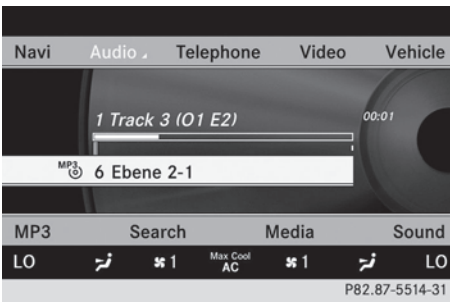 Navi Audio Telephone Video Vehicle
1 Track 3 (O1 E2) 00:01
MP3 6 Ebene 2-1
MP3 Search Media Sound
LO 1 Max Cool AC 1 LO
P82.87-5514-31